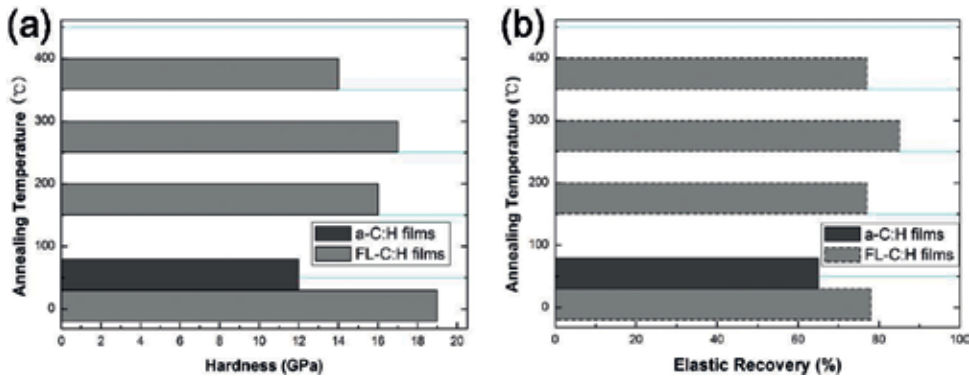 (a)
Annealing Temperature (℃)
400
300
200
100
0
a-C:H films
FL-C:H films
0 2 4 6 8 10 12 14 16 18 20
Hardness (GPa)
(b)
Annealing Temperature (℃)
400
300
200
100
0
a-C:H films
FL-C:H films
0 20 40 60 80 100
Elastic Recovery (%)